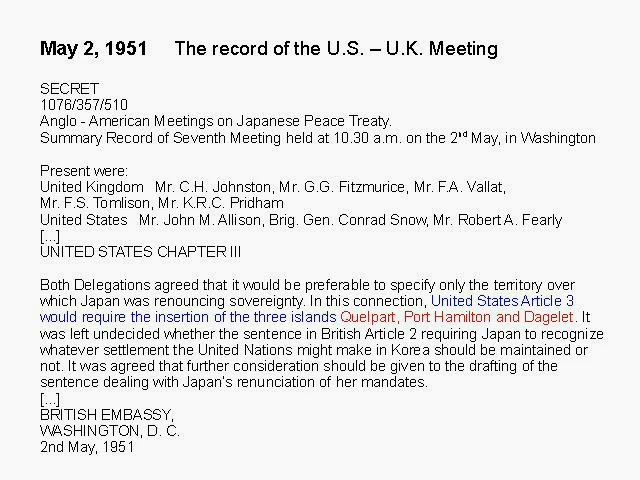 May 2, 1951 The record of the U.S. – U.K. Meeting
SECRET
1076/357/510
Anglo - American Meetings on Japanese Peace Treaty.
Summary Record of Seventh Meeting held at 10.30 a.m. on the 2nd May, in Washington
Present were:
United Kingdom Mr. C.H. Johnston, Mr. G.G. Fitzmurice, Mr. F.A. Vallat,
Mr. F.S. Tomlison, Mr. K.R.C. Pridham
United States Mr. John M. Allison, Brig. Gen. Conrad Snow, Mr. Robert A. Fearly
[...]
UNITED STATES CHAPTER III
Both Delegations agreed that it would be preferable to specify only the territory over
which Japan was renouncing sovereignty. In this connection, United States Article 3
would require the insertion of the three islands Quelpart, Port Hamilton and Dagelet. It
was left undecided whether the sentence in British Article 2 requiring Japan to recognize
whatever settlement the United Nations might make in Korea should be maintained or
not. It was agreed that further consideration should be given to the drafting of the
sentence dealing with Japan's renunciation of her mandates.
[...]
BRITISH EMBASSY,
WASHINGTON, D. C.
2nd May, 1951